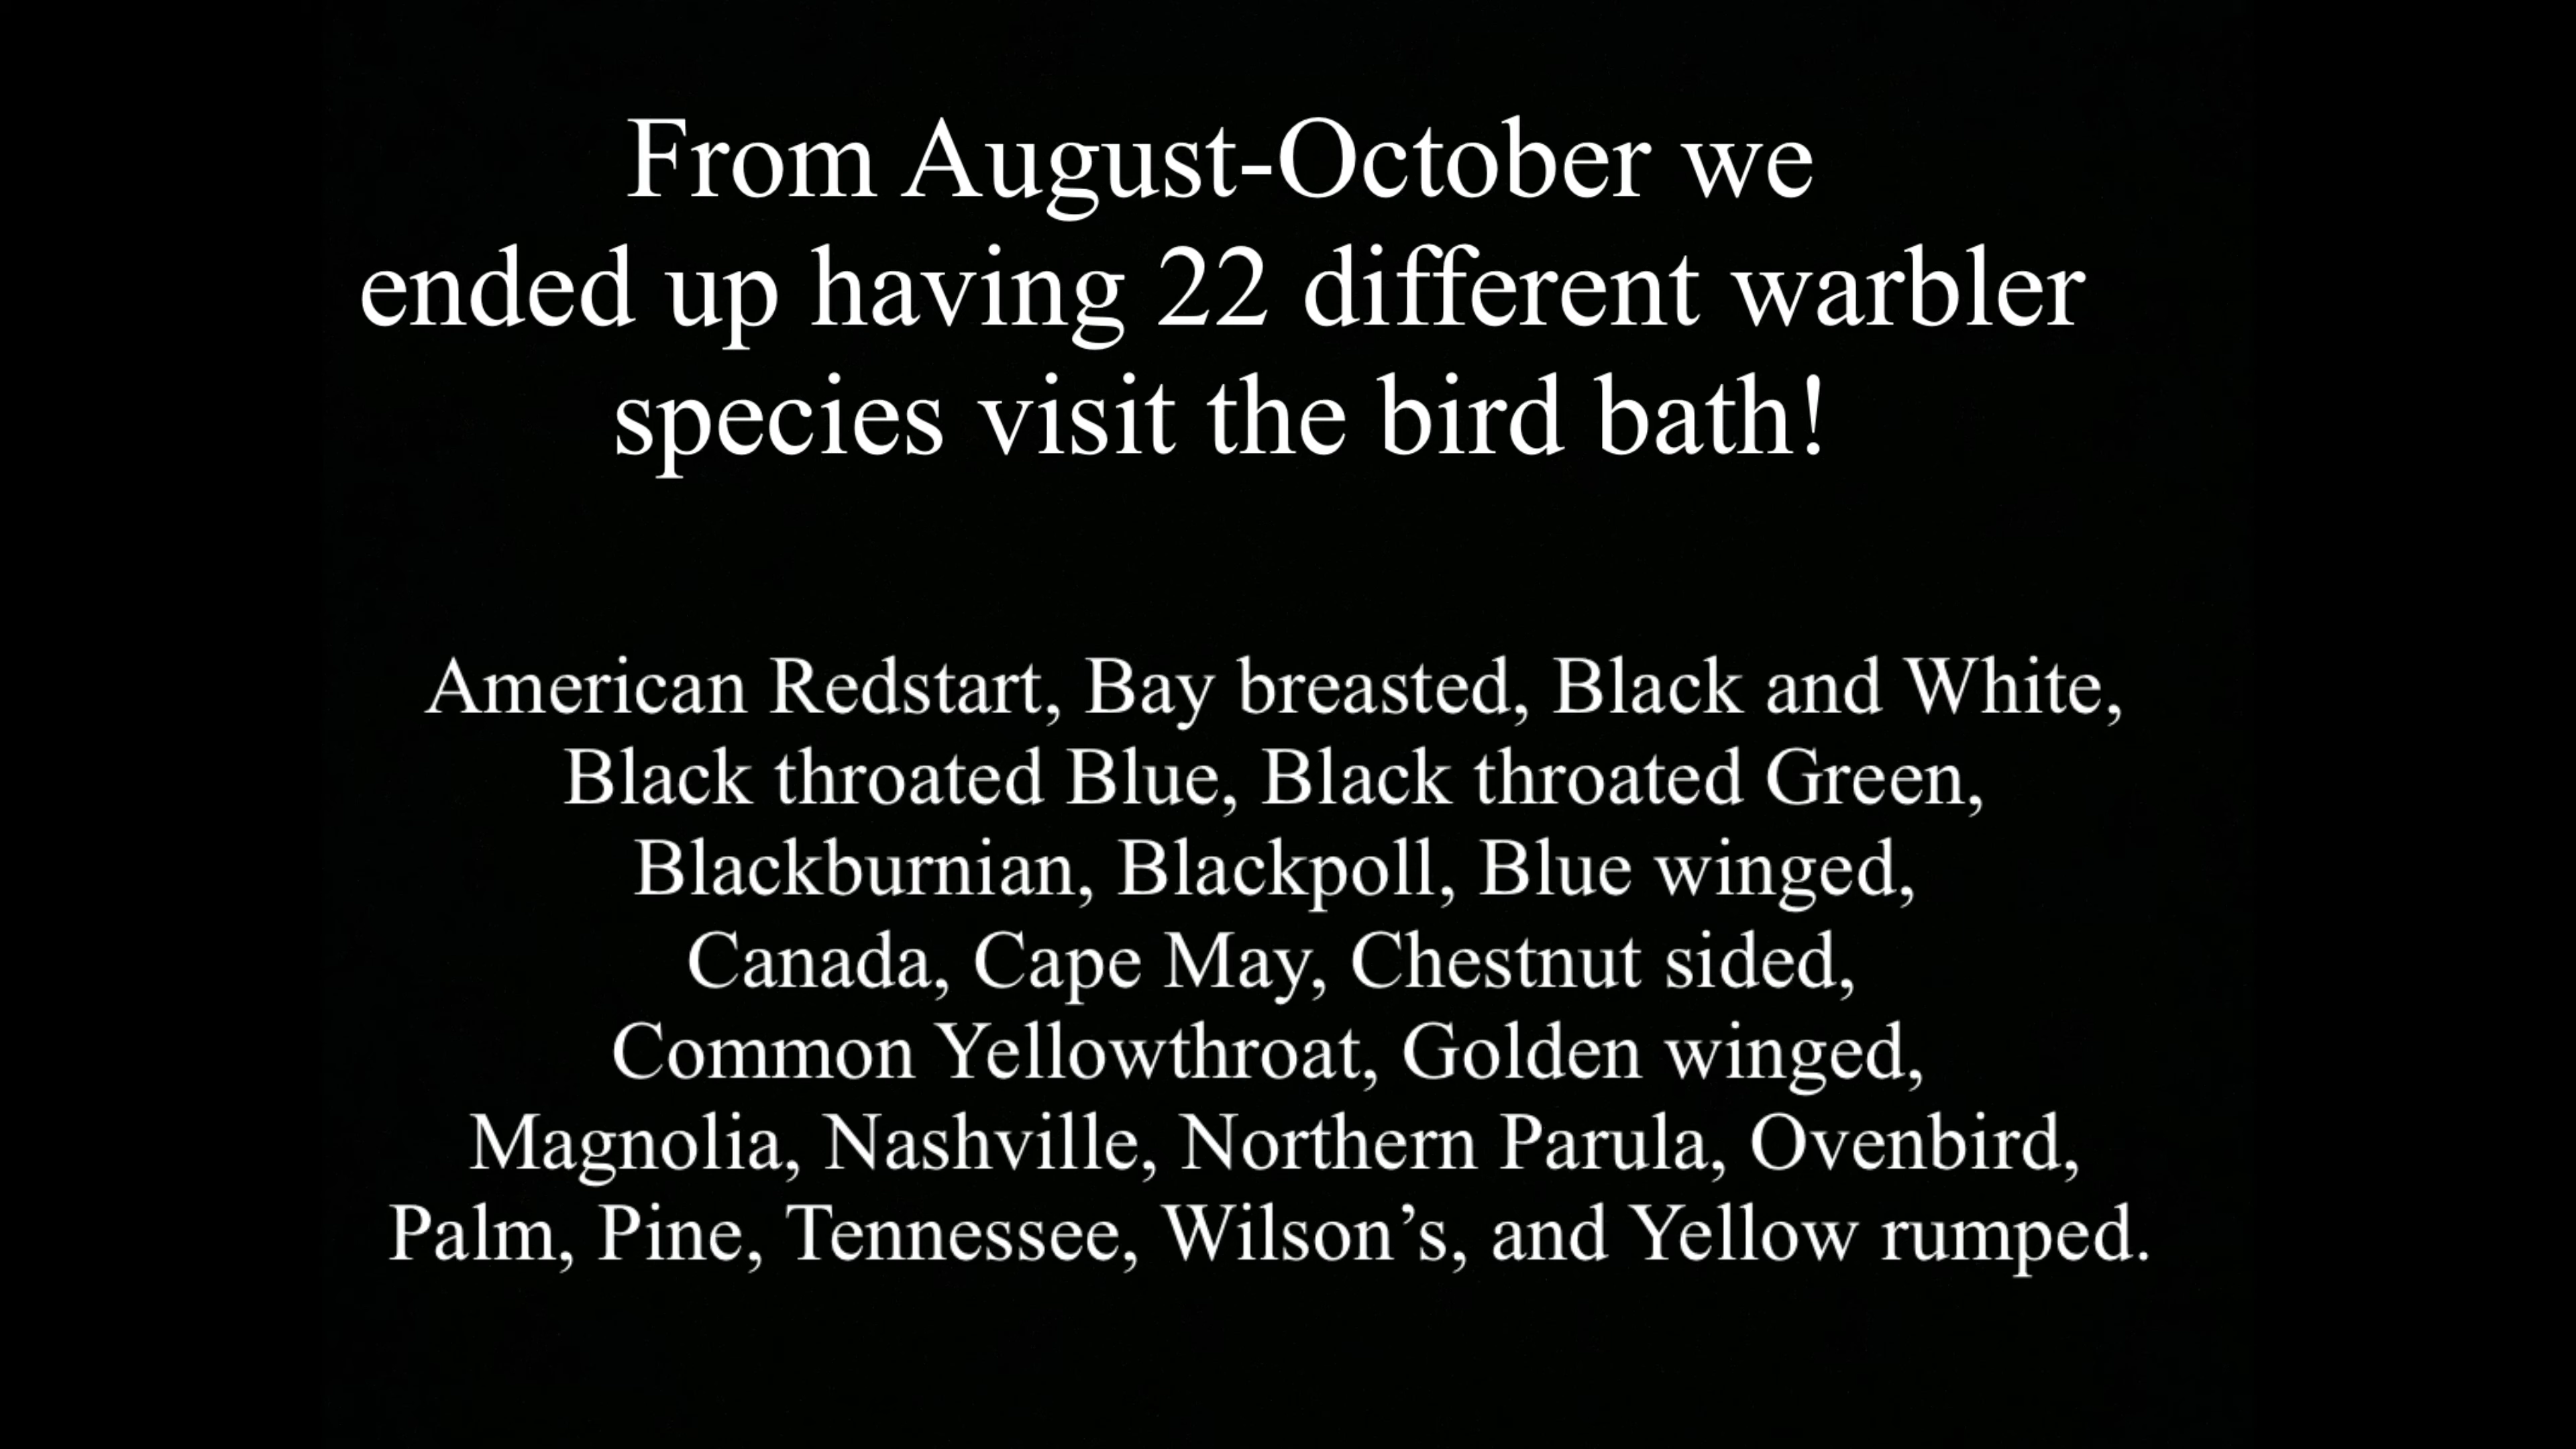 From August-October we
ended up having 22 different warbler
species visit the bird bath!
American Redstart, Bay breasted, Black and White,
Black throated Blue, Black throated Green,
Blackburnian, Blackpoll, Blue winged,
Canada, Cape May, Chestnut sided,
Common Yellowthroat, Golden winged,
Magnolia, Nashville, Northern Parula, Ovenbird,
Palm, Pine, Tennessee, Wilson’s, and Yellow rumped.